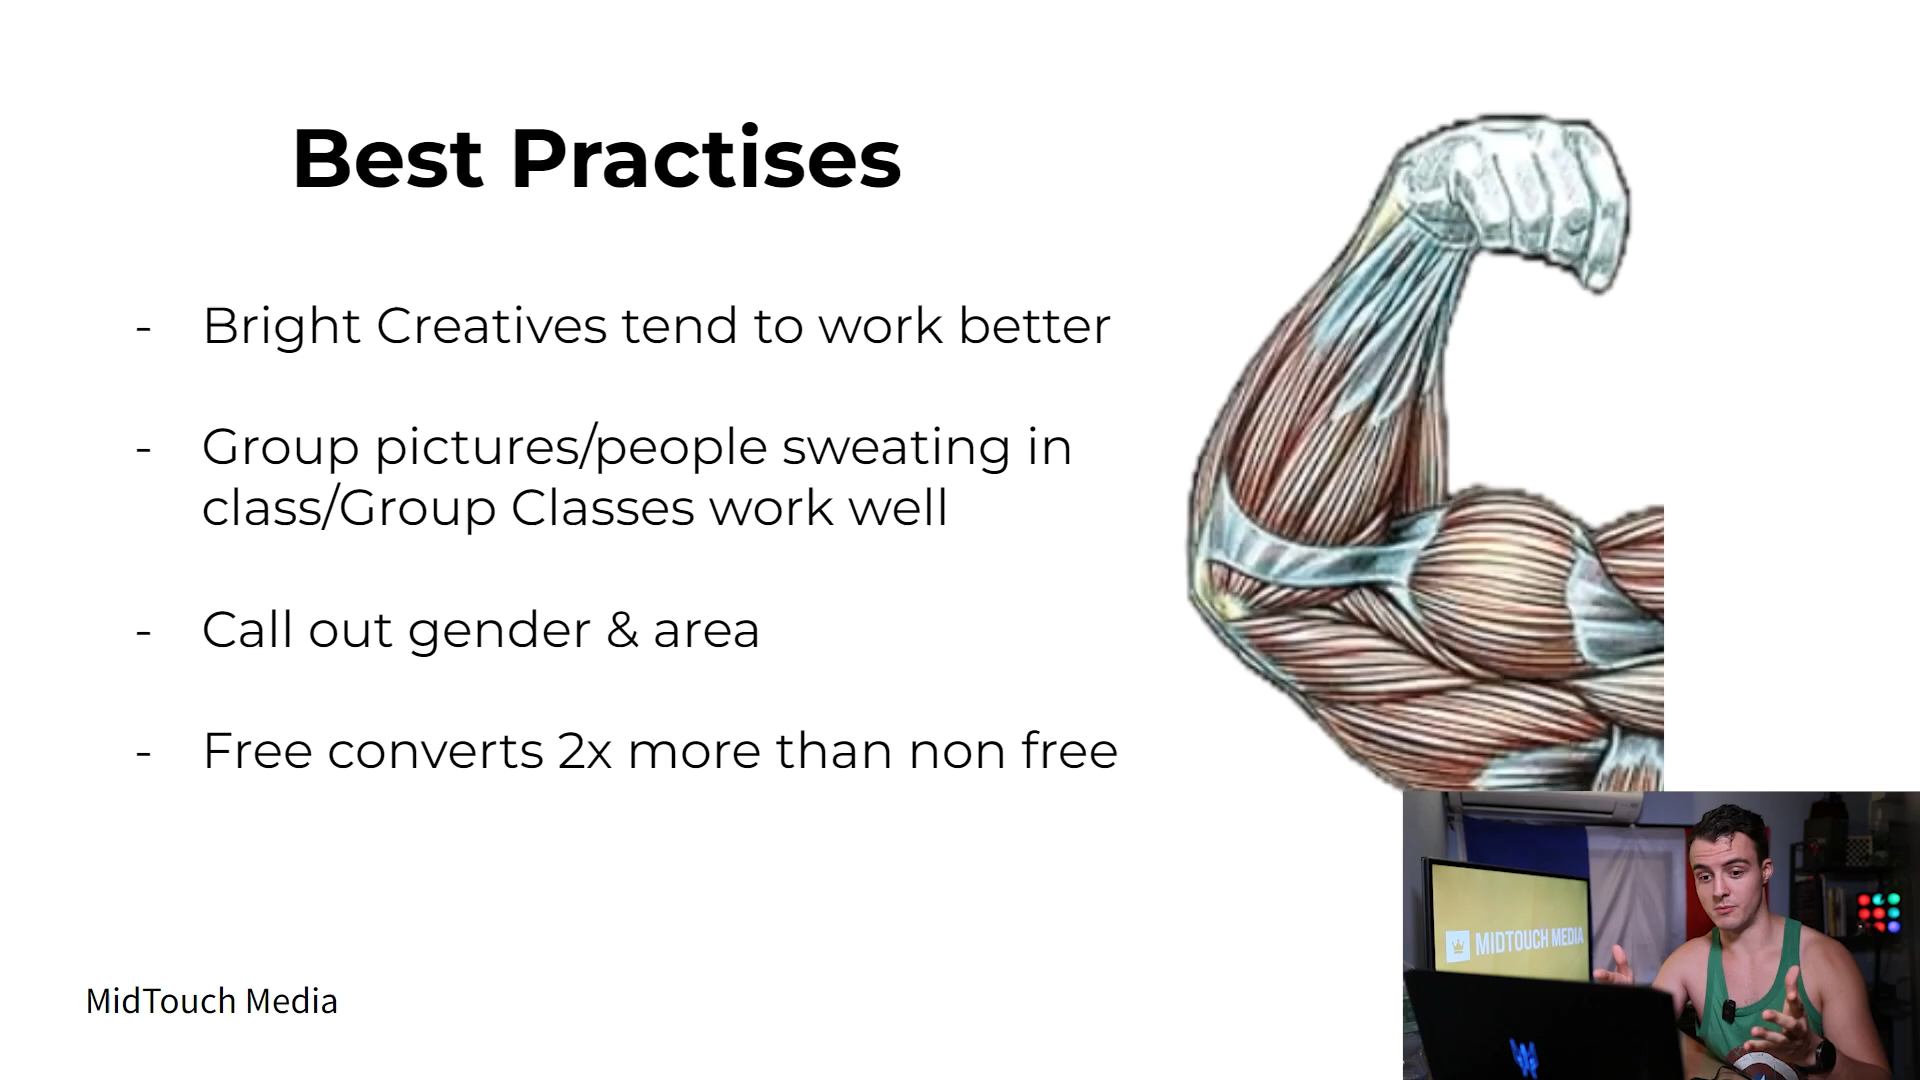 Best Practises
- Bright Creatives tend to work better
- Group pictures/people sweating in
class/Group Classes work well
- Call out gender & area
- Free converts 2x more than non free
MIDTOUCH MEDIA
MidTouch Media